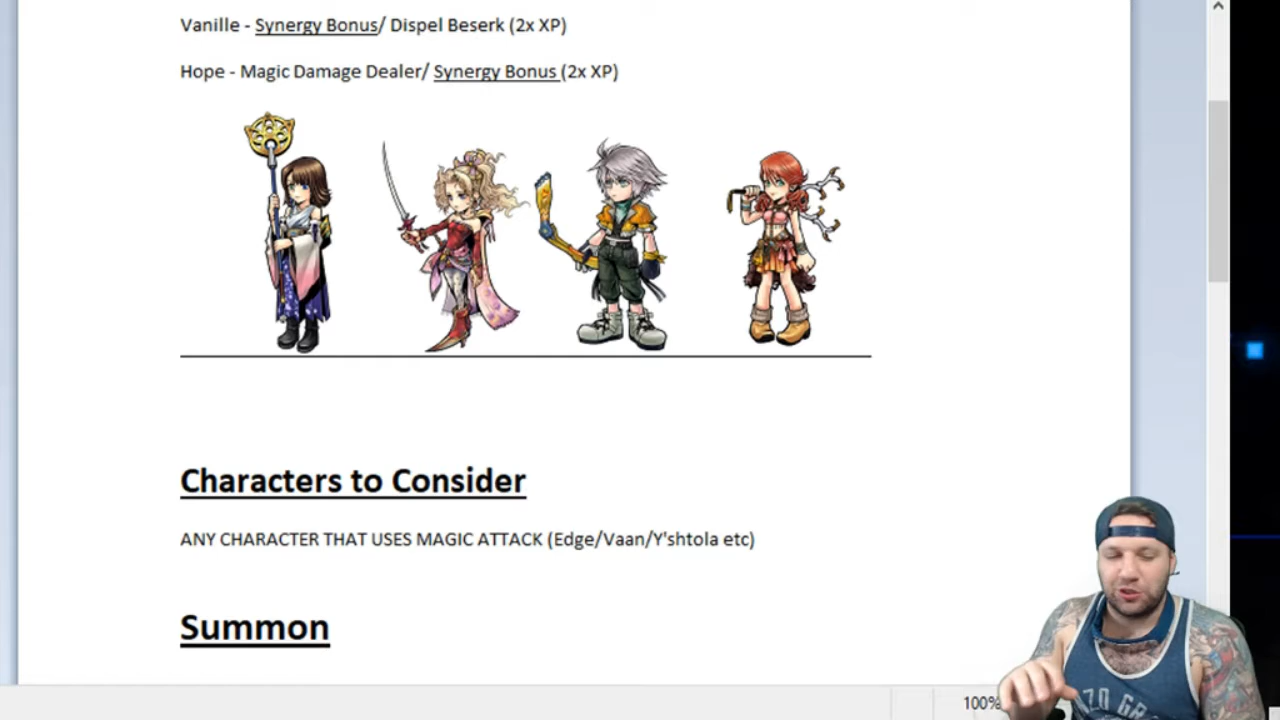 Vanille - Synergy Bonus/ Dispel Beserk (2x XP)
Hope - Magic Damage Dealer/ Synergy Bonus (2x XP)
Characters to Consider
ANY CHARACTER THAT USES MAGIC ATTACK (Edge/Vaan/Y'shtola etc)
Summon
100%